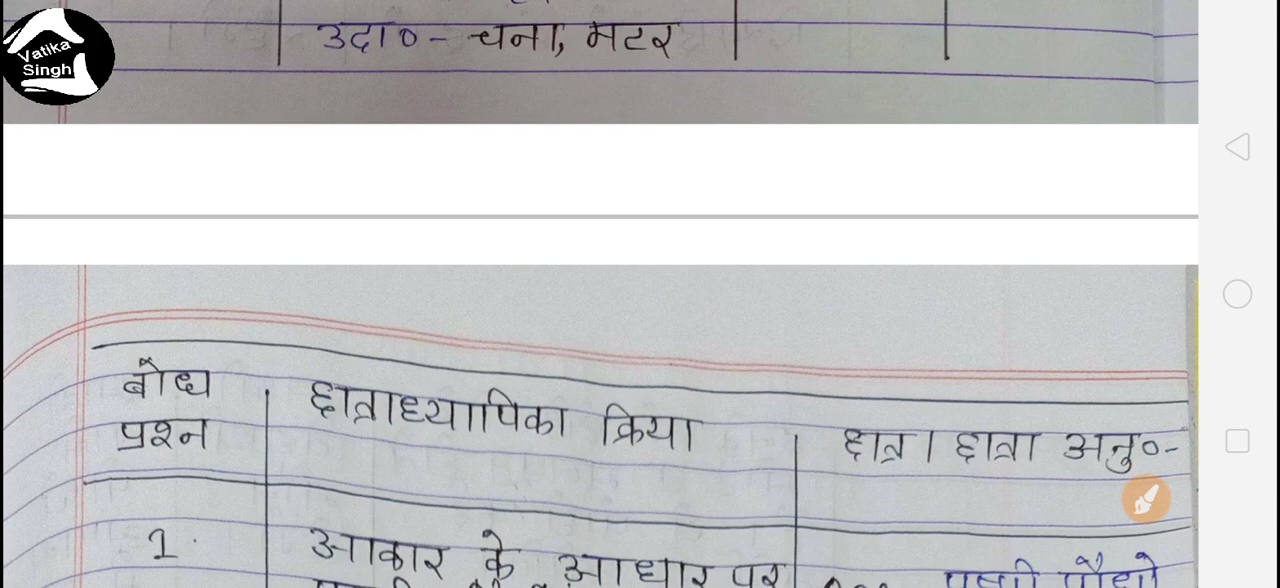 Vatika
Singh
उदा० - चना, मटर
बोध
प्रश्न
छात्राध्यापिका क्रिया
छात्र / छात्रा अनु०-
1.
आकार के आधार पर